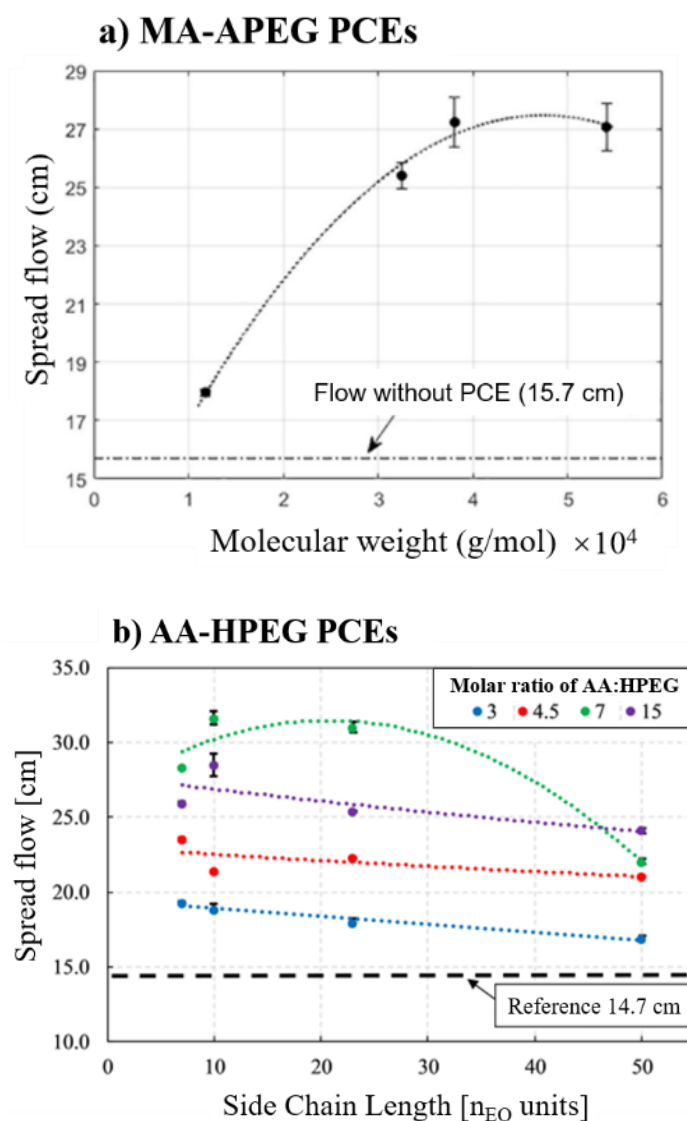 a) MA-APEG PCEs
29
27
25
23
21
19
17
15
Spread flow (cm)
Flow without PCE (15.7 cm)
0 1 2 3 4 5 6
Molecular weight (g/mol) ×10⁴
b) AA-HPEG PCEs
35.0
30.0
25.0
20.0
15.0
10.0
Spread flow [cm]
Molar ratio of AA:HPEG
3 4.5 7 15
Reference 14.7 cm
0 10 20 30 40 50
Side Chain Length [nEO units]